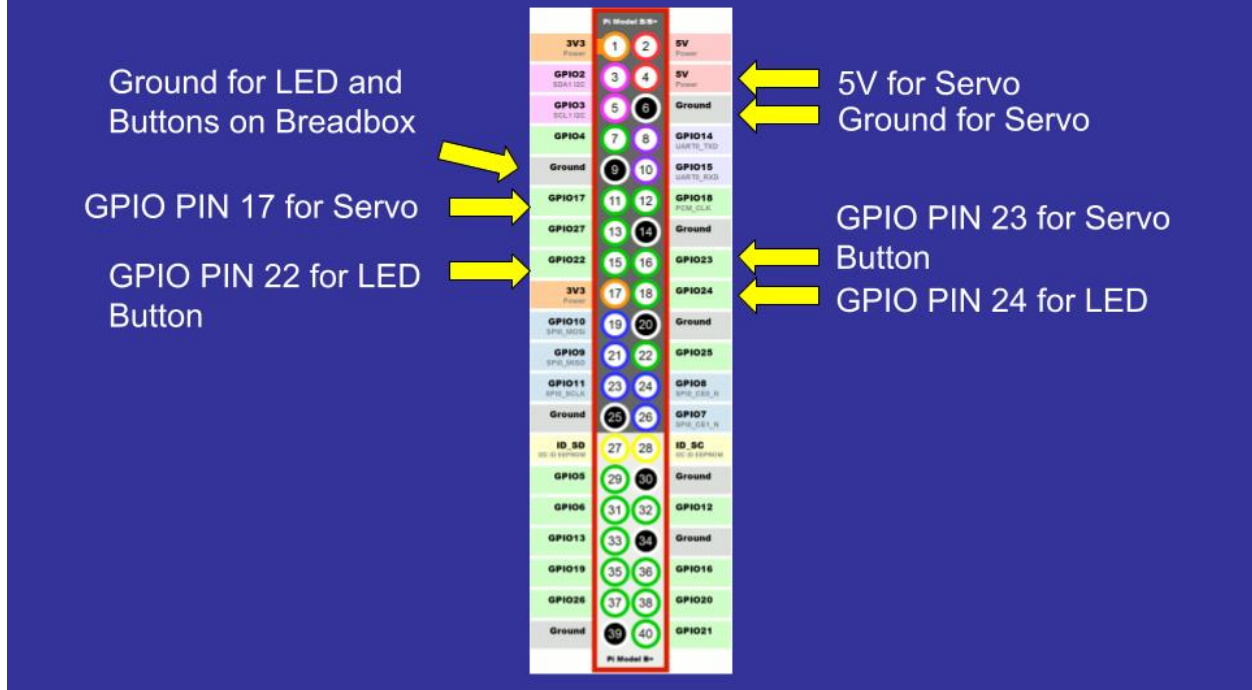 Pi Model B/B+
3V3
Power
1 2
5V
Power
GPIO2
SDA1 I2C
3 4
5V
Power
GPIO3
SCL1 I2C
5 6
Ground
GPIO4
7 8
GPIO14
UART0_TXD
Ground
9 10
GPIO15
UART0_RXD
GPIO17
11 12
GPIO18
PCM_CLK
GPIO27
13 14
Ground
GPIO22
15 16
GPIO23
3V3
Power
17 18
GPIO24
GPIO10
SPI0_MOSI
19 20
Ground
GPIO9
SPI0_MISO
21 22
GPIO25
GPIO11
SPI0_SCLK
23 24
GPIO8
SPI0_CE0_N
Ground
25 26
GPIO7
SPI0_CE1_N
ID_SD
I2C ID EEPROM
27 28
ID_SC
I2C ID EEPROM
GPIO5
29 30
Ground
GPIO6
31 32
GPIO12
GPIO13
33 34
Ground
GPIO19
35 36
GPIO16
GPIO26
37 38
GPIO20
Ground
39 40
GPIO21
Pi Model B+
Ground for LED and
Buttons on Breadbox
GPIO PIN 17 for Servo
GPIO PIN 22 for LED
Button
5V for Servo
Ground for Servo
GPIO PIN 23 for Servo
Button
GPIO PIN 24 for LED